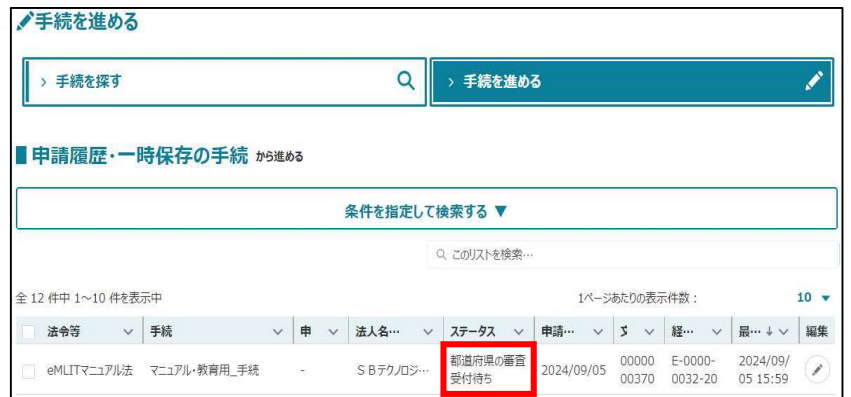 手続を進める
› 手続を探す
› 手続を進める
申請履歴・一時保存の手続 から進める
条件を指定して検索する ▼
このリストを検索…
全 12 件中 1～10 件を表示中
1ページあたりの表示件数 :
10
法令等 手続 申 法人名… ステータス 申請… 文 経… 最…↓ 編集
eMLITマニュアル法 マニュアル・教育用_手続 - ＳＢテクノロジ… 都道府県の審査 2024/09/05 00000 E-0000- 2024/09/
受付待ち 00370 0032-20 05 15:59